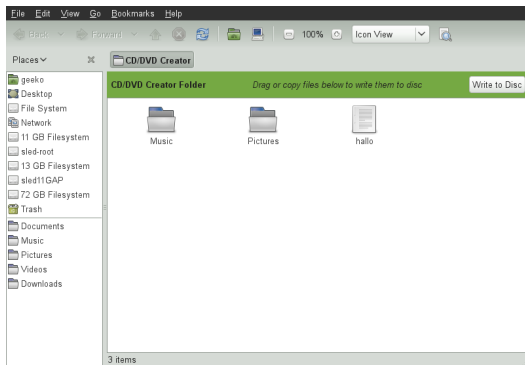 File Edit View Go Bookmarks Help
Back Forward 100% Icon View
Places CD/DVD Creator
CD/DVD Creator Folder Drag or copy files below to write them to disc Write to Disc
geeko
Desktop
File System
Network
11 GB Filesystem
sled-root
13 GB Filesystem
sled11GAP
72 GB Filesystem
Trash
Documents
Music
Pictures
Videos
Downloads
Music Pictures hallo
3 items